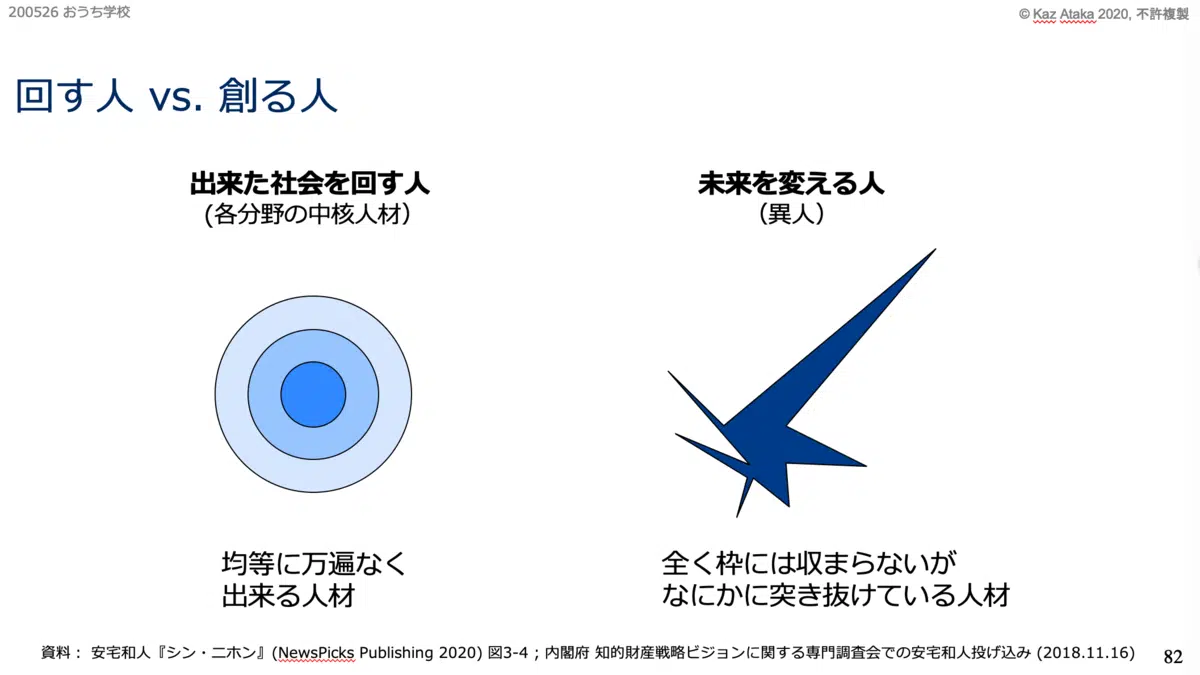 200526 おうち学校
© Kaz Ataka 2020, 不許複製
回す人 vs. 創る人
出来た社会を回す人
(各分野の中核人材）
未来を変える人
（異人）
均等に万遍なく
出来る人材
全く枠には収まらないが
なにかに突き抜けている人材
資料： 安宅和人『シン・ニホン』(NewsPicks Publishing 2020) 図3-4 ; 内閣府 知的財産戦略ビジョンに関する専門調査会での安宅和人投げ込み (2018.11.16)
82